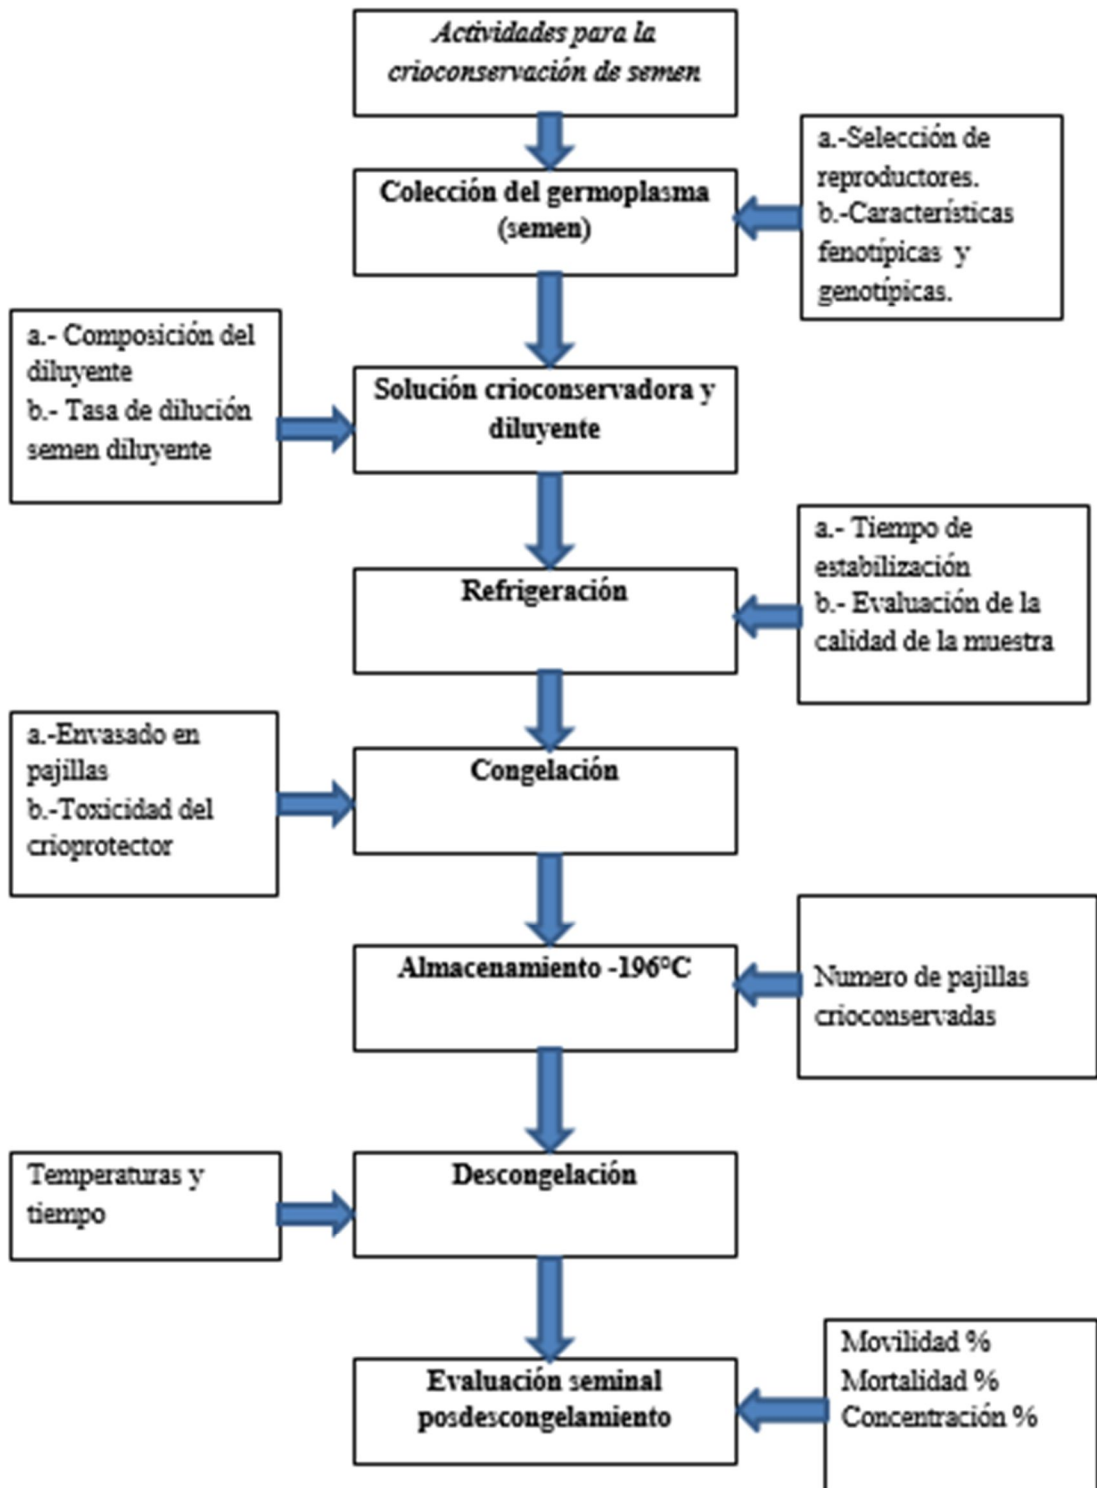 Actividades para la
crioconservación de semen
Colección del germoplasma
(semen)
a.-Selección de
reproductores.
b.-Características
fenotípicas y
genotípicas.
a.- Composición del
diluyente
b.- Tasa de dilución
semen diluyente
Solución crioconservadora y
diluyente
Refrigeración
a.- Tiempo de
estabilización
b.- Evaluación de la
calidad de la muestra
a.-Envasado en
pajillas
b.-Toxicidad del
crioprotector
Congelación
Almacenamiento -196°C
Numero de pajillas
crioconservadas
Temperaturas y
tiempo
Descongelación
Evaluación seminal
posdescongelamiento
Movilidad %
Mortalidad %
Concentración %